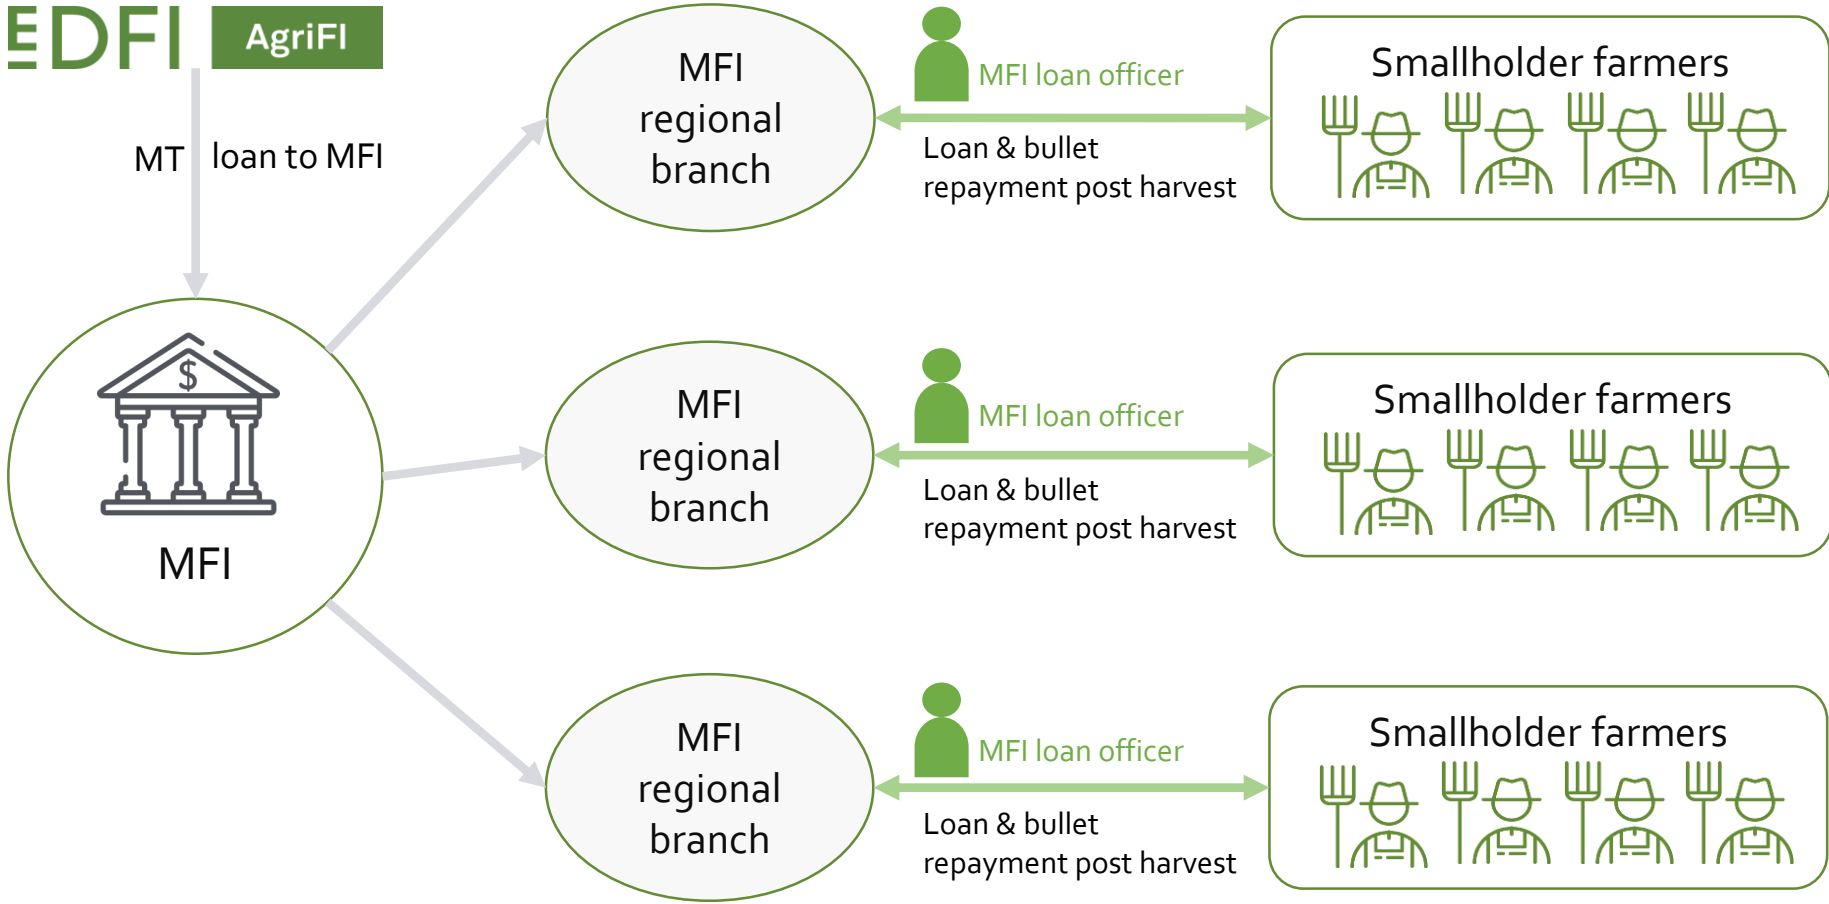 EDFI AgriFI
MT loan to MFI
$
MFI
MFI
regional
branch
MFI loan officer
Loan & bullet
repayment post harvest
Smallholder farmers
MFI
regional
branch
MFI loan officer
Loan & bullet
repayment post harvest
Smallholder farmers
MFI
regional
branch
MFI loan officer
Loan & bullet
repayment post harvest
Smallholder farmers